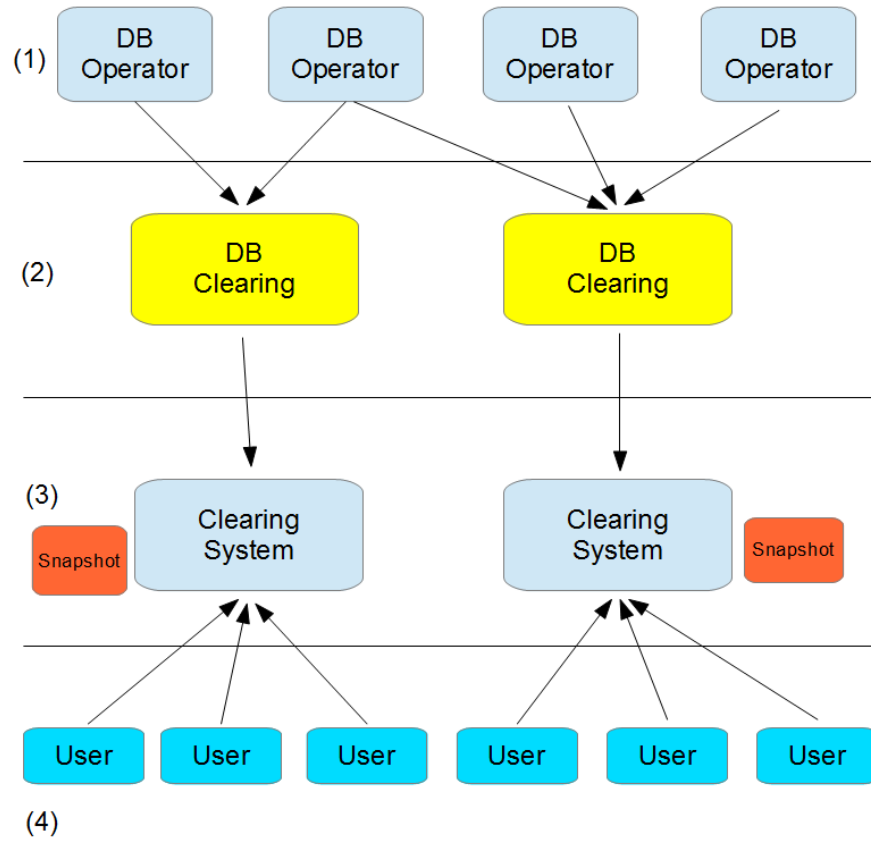 (1)
DB
Operator
DB
Operator
DB
Operator
DB
Operator
(2)
DB
Clearing
DB
Clearing
(3)
Snapshot
Clearing
System
Clearing
System
Snapshot
User
User
User
User
User
User
(4)